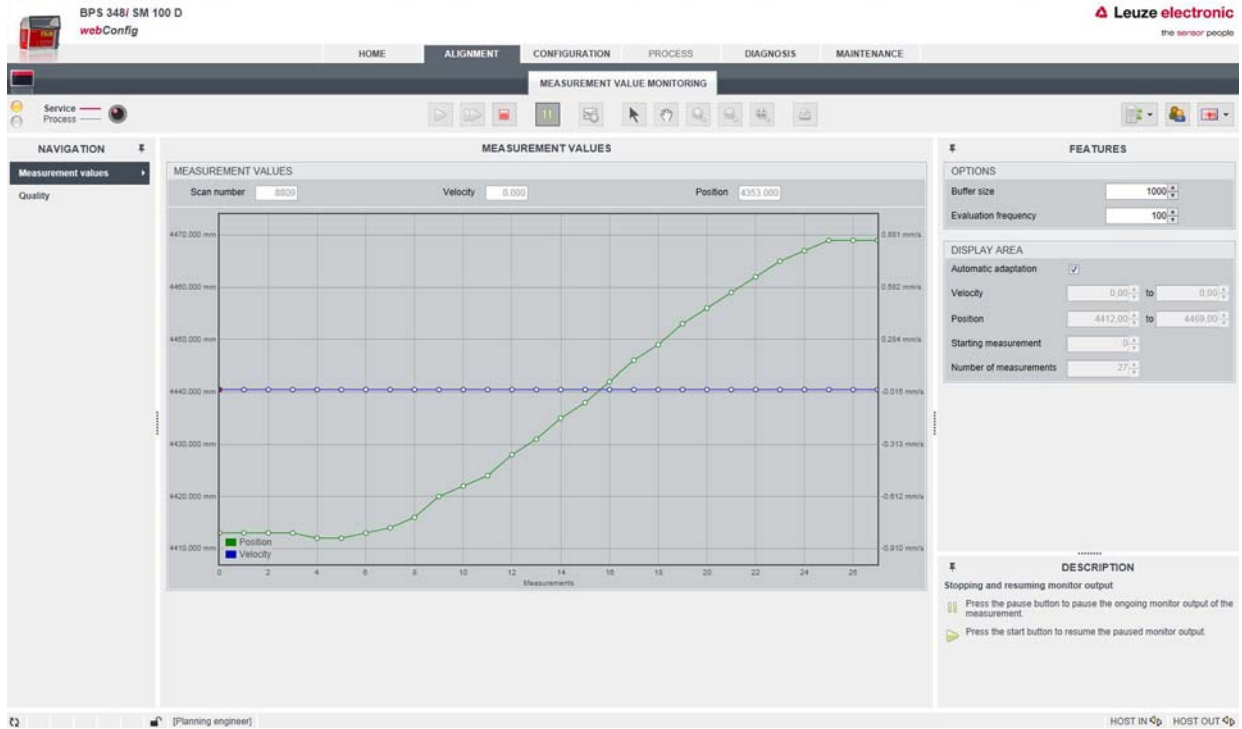 BPS 348i SM 100 D
webConfig
Leuze electronic
the sensor people
HOME ALIGNMENT CONFIGURATION PROCESS DIAGNOSIS MAINTENANCE
MEASUREMENT VALUE MONITORING
Service
Process
NAVIGATION
Measurement values
Quality
MEASUREMENT VALUES
MEASUREMENT VALUES
Scan number 8809 Velocity 0.000 Position 4353.000
4470.000 mm 0.881 mm/s
4460.000 mm 0.582 mm/s
4450.000 mm 0.284 mm/s
4440.000 mm -0.015 mm/s
4430.000 mm -0.313 mm/s
4420.000 mm -0.612 mm/s
4410.000 mm -0.910 mm/s
Position
Velocity
0 2 4 6 8 10 12 14 16 18 20 22 24 26
Measurements
FEATURES
OPTIONS
Buffer size 1000
Evaluation frequency 100
DISPLAY AREA
Automatic adaptation
Velocity 0,00 to 0,00
Position 4412,00 to 4469,00
Starting measurement 0
Number of measurements 27
DESCRIPTION
Stopping and resuming monitor output
Press the pause button to pause the ongoing monitor output of the
measurement.
Press the start button to resume the paused monitor output.
[Planning engineer]
HOST IN HOST OUT